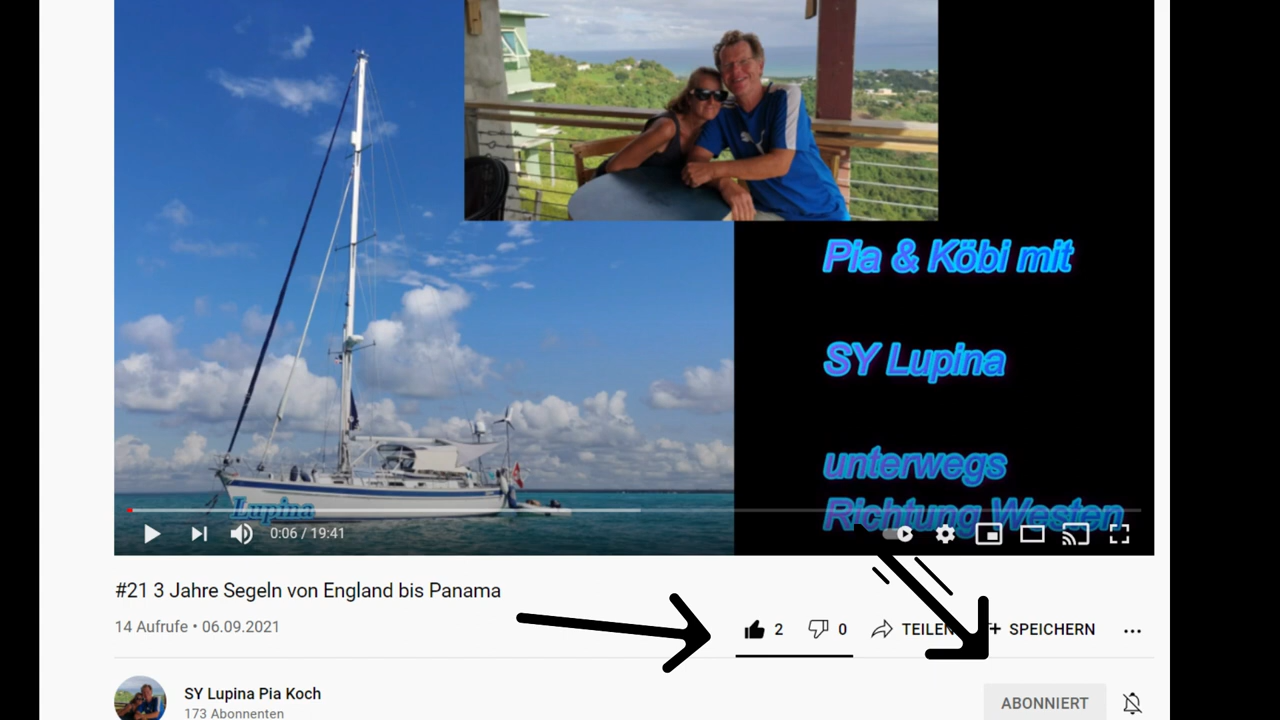 Pia & Köbi mit
SY Lupina
unterwegs
Richtung Westen
Lupina
0:06 / 19:41
#21 3 Jahre Segeln von England bis Panama
14 Aufrufe • 06.09.2021
2
0
TEILEN
SPEICHERN
SY Lupina Pia Koch
173 Abonnenten
ABONNIERT